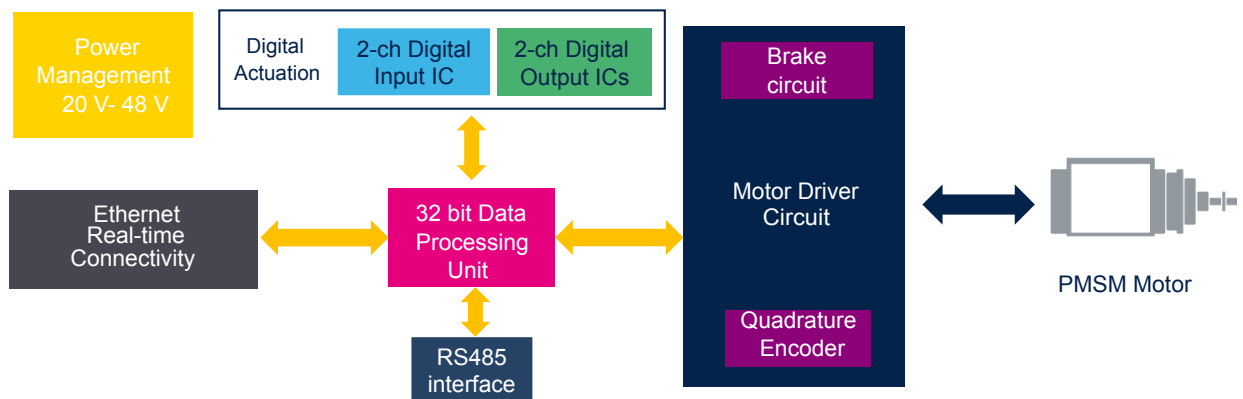 Power
Management
20 V- 48 V
Digital
Actuation
2-ch Digital
Input IC
2-ch Digital
Output ICs
Brake
circuit
Ethernet
Real-time
Connectivity
32 bit Data
Processing
Unit
Motor Driver
Circuit
PMSM Motor
Quadrature
Encoder
RS485
interface